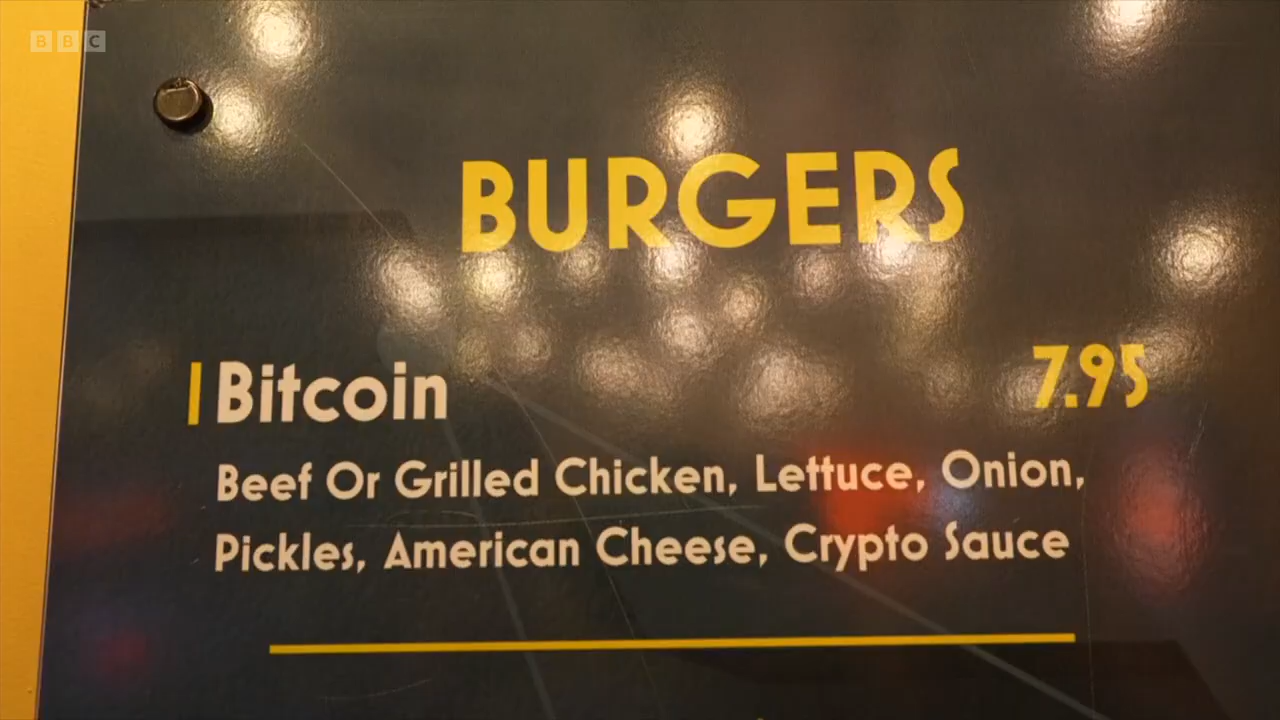 BBC
BURGERS
Bitcoin 7.95
Beef Or Grilled Chicken, Lettuce, Onion,
Pickles, American Cheese, Crypto Sauce